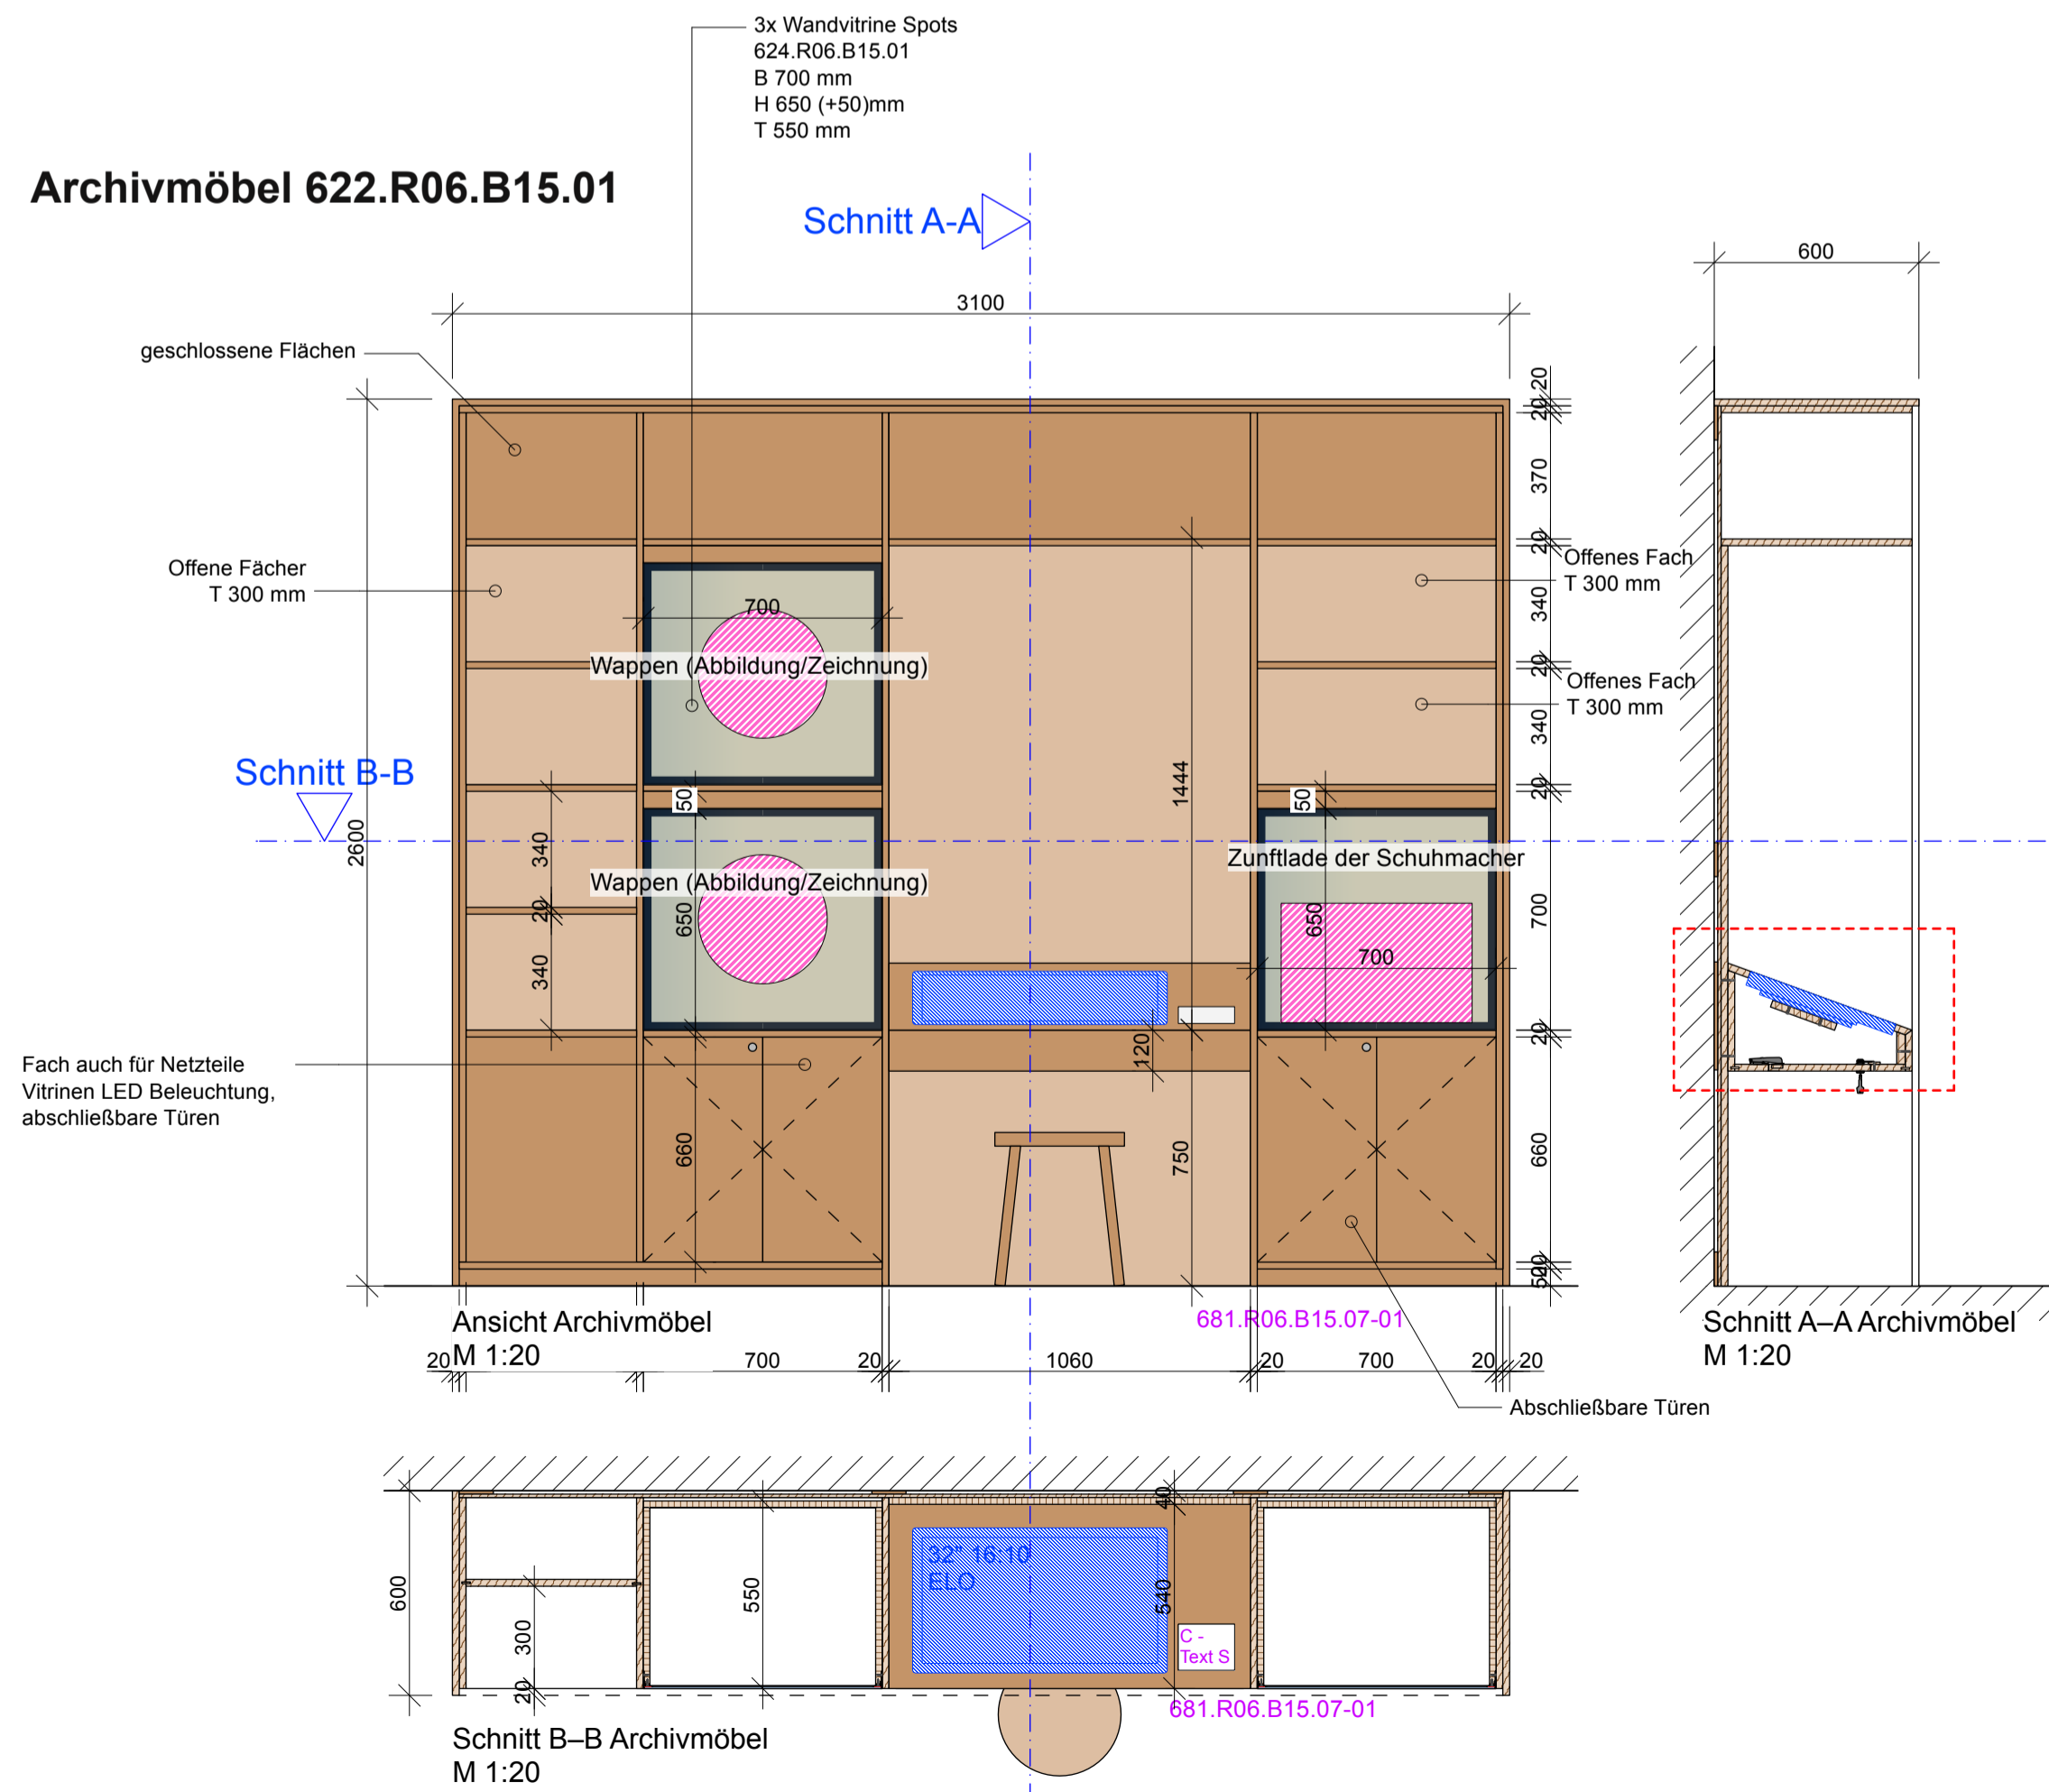 3x Wandvitrine Spots
624.R06.B15.01
B 700 mm
H 650 (+50)mm
T 550 mm
Archivmöbel 622.R06.B15.01
Schnitt A-A
600
3100
geschlossene Flächen
20
20
370
20
Offene Fächer
T 300 mm
Offenes Fach
T 300 mm
340
700
Wappen (Abbildung/Zeichnung)
20
Offenes Fach
T 300 mm
340
1444
Schnitt B-B
20
50
50
2600
340
Zunftlade der Schuhmacher
Wappen (Abbildung/Zeichnung)
20
650
650
700
340
700
20
120
Fach auch für Netzteile
Vitrinen LED Beleuchtung,
abschließbare Türen
660
750
660
20
50
Ansicht Archivmöbel
M 1:20
681.R06.B15.07-01
Schnitt A–A Archivmöbel
M 1:20
20
700
20
1060
20
700
20
20
Abschließbare Türen
40
32" 16:10
ELO
600
550
540
300
C -
Text S
20
681.R06.B15.07-01
Schnitt B–B Archivmöbel
M 1:20